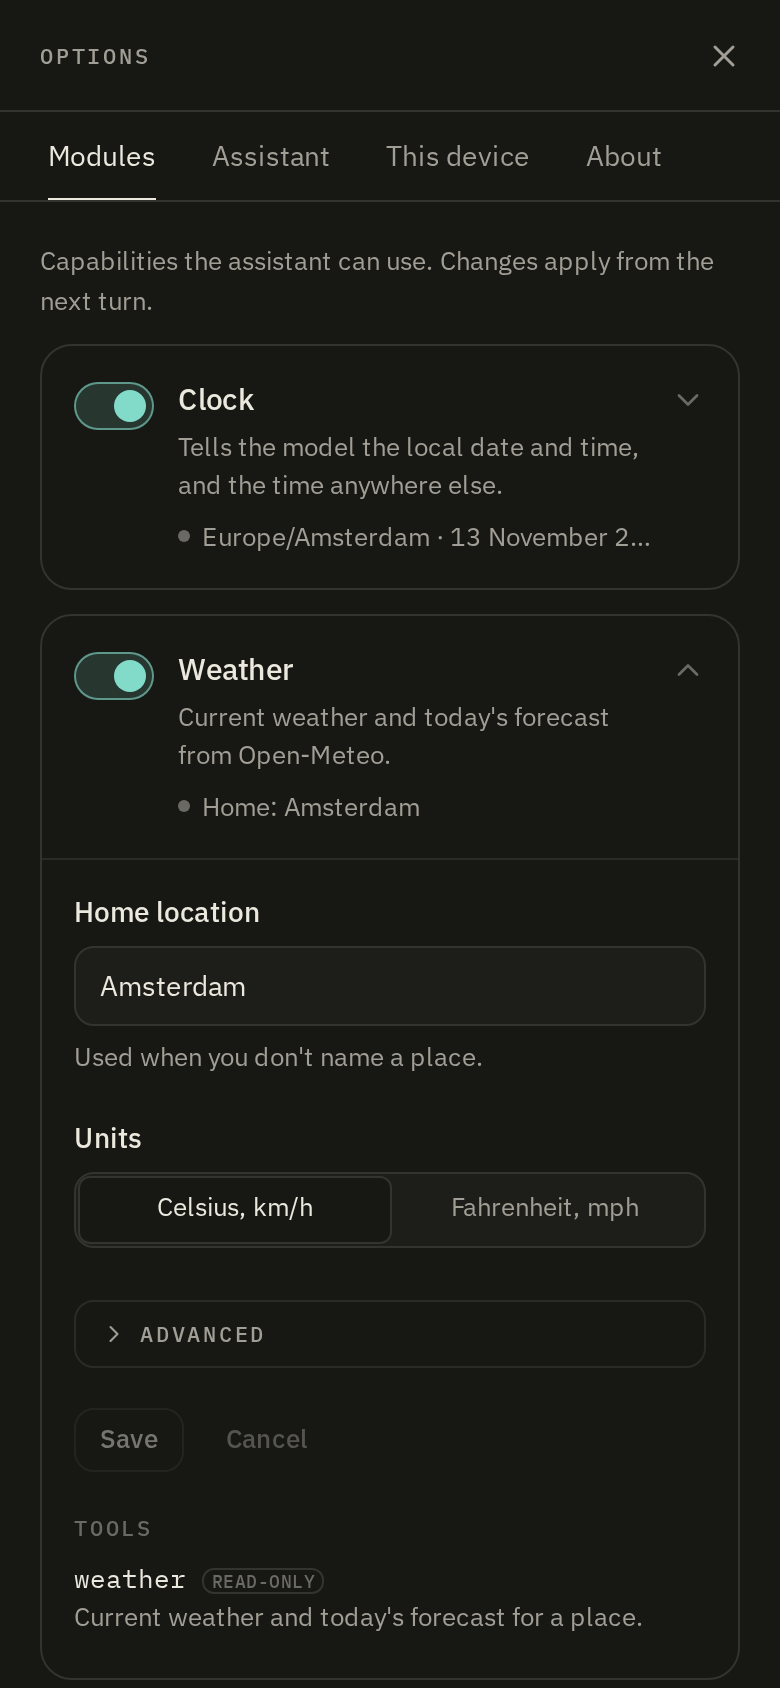 OPTIONS
Modules Assistant This device About
Capabilities the assistant can use. Changes apply from the
next turn.
Clock
Tells the model the local date and time,
and the time anywhere else.
Europe/Amsterdam · 13 November 2...
Weather
Current weather and today's forecast
from Open-Meteo.
Home: Amsterdam
Home location
Amsterdam
Used when you don't name a place.
Units
Celsius, km/h Fahrenheit, mph
ADVANCED
Save Cancel
TOOLS
weather READ-ONLY
Current weather and today's forecast for a place.